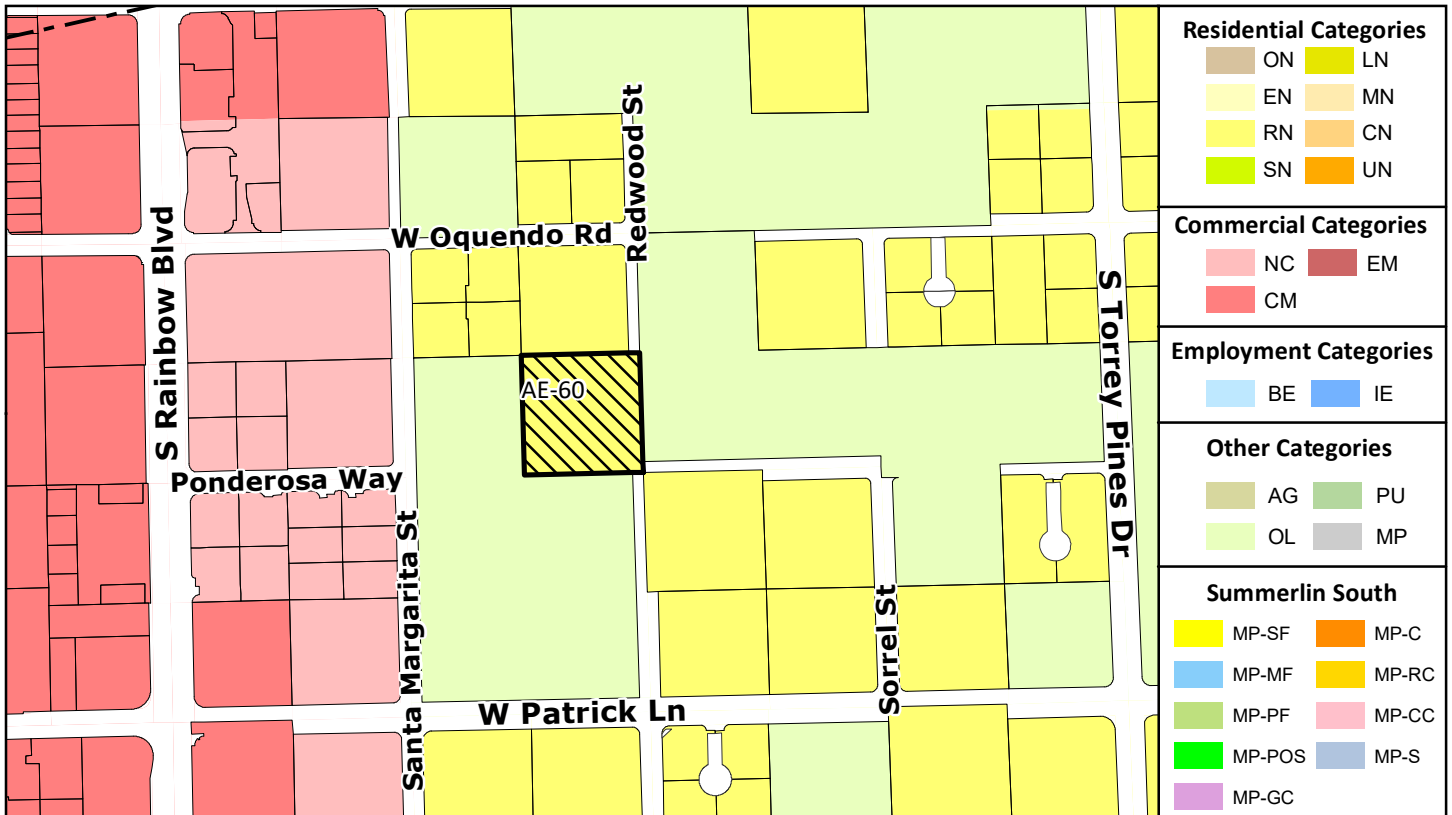 Redwood St
W Oquendo Rd
S Rainbow Blvd
S Torrey Pines Dr
AE-60
Ponderosa Way
Santa Margarita St
Sorrel St
W Patrick Ln
Residential Categories
ON LN
EN MN
RN CN
SN UN
Commercial Categories
NC EM
CM
Employment Categories
BE IE
Other Categories
AG PU
OL MP
Summerlin South
MP-SF MP-C
MP-MF MP-RC
MP-PF MP-CC
MP-POS MP-S
MP-GC